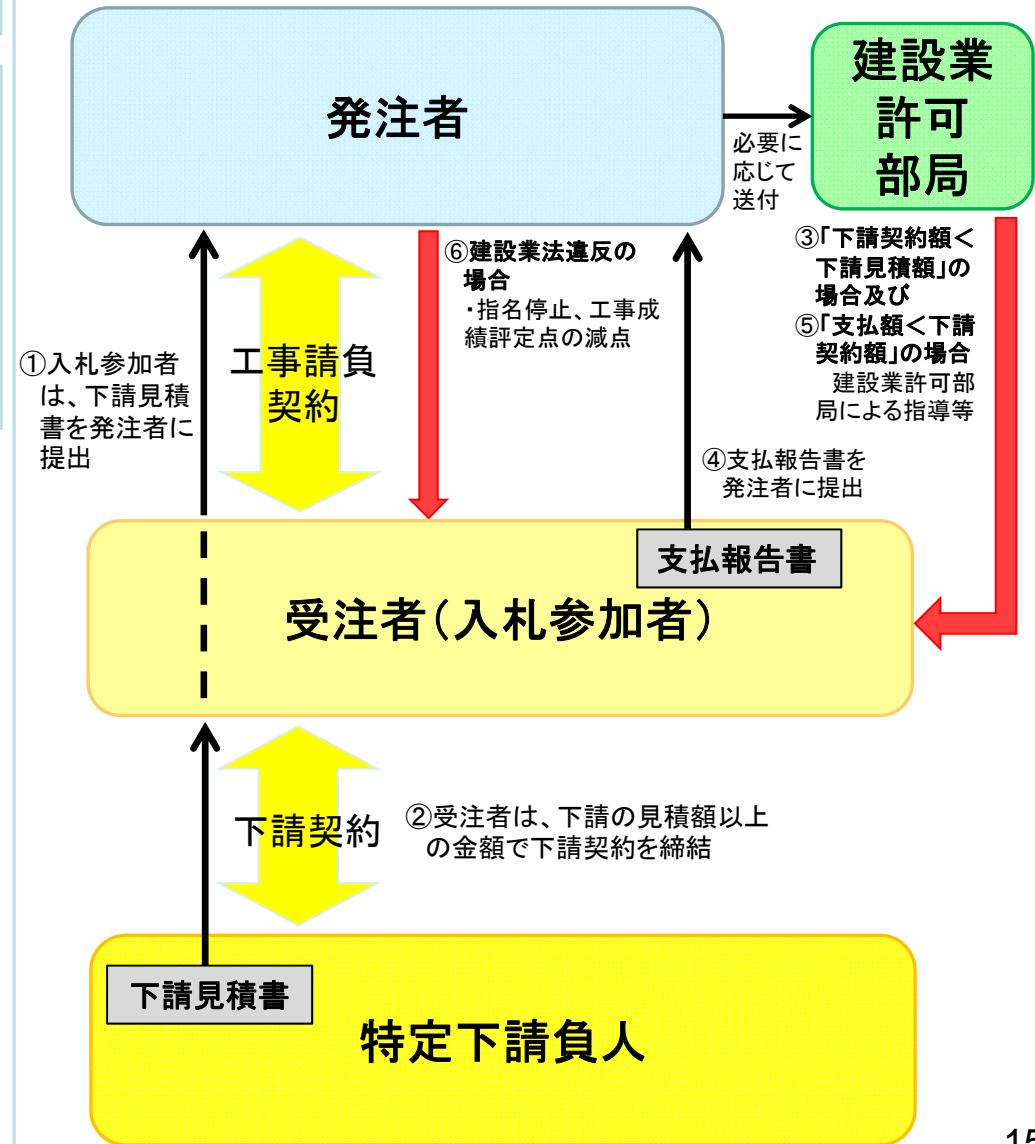 発注者
建設業
許可
部局
必要に
応じて
送付
①入札参加者
は、下請見積
書を発注者に
提出
工事請負
契約
⑥建設業法違反の
場合
・指名停止、工事成
績評定点の減点
③「下請契約額＜
下請見積額」の
場合及び
⑤「支払額＜下請
契約額」の場合
建設業許可部
局による指導等
④支払報告書を
発注者に提出
支払報告書
受注者（入札参加者）
下請契約
②受注者は、下請の見積額以上
の金額で下請契約を締結
下請見積書
特定下請負人